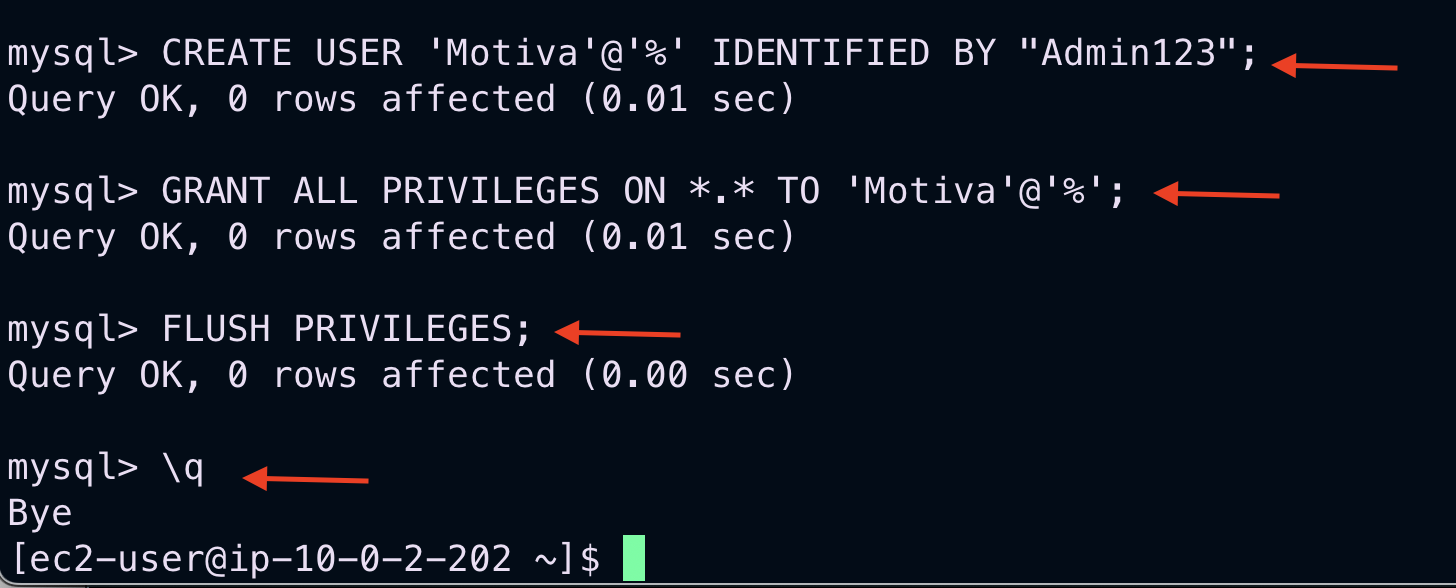 mysql> CREATE USER 'Motiva'@'%' IDENTIFIED BY "Admin123";
Query OK, 0 rows affected (0.01 sec)
mysql> GRANT ALL PRIVILEGES ON *.* TO 'Motiva'@'%';
Query OK, 0 rows affected (0.01 sec)
mysql> FLUSH PRIVILEGES;
Query OK, 0 rows affected (0.00 sec)
mysql> \q
Bye
[ec2-user@ip-10-0-2-202 ~]$